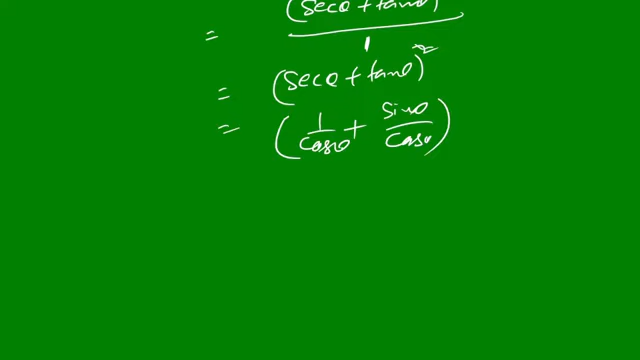 = (secθ + tanθ) / 1
= (secθ + tanθ)²
= (1/cosθ + sinθ/cosθ)